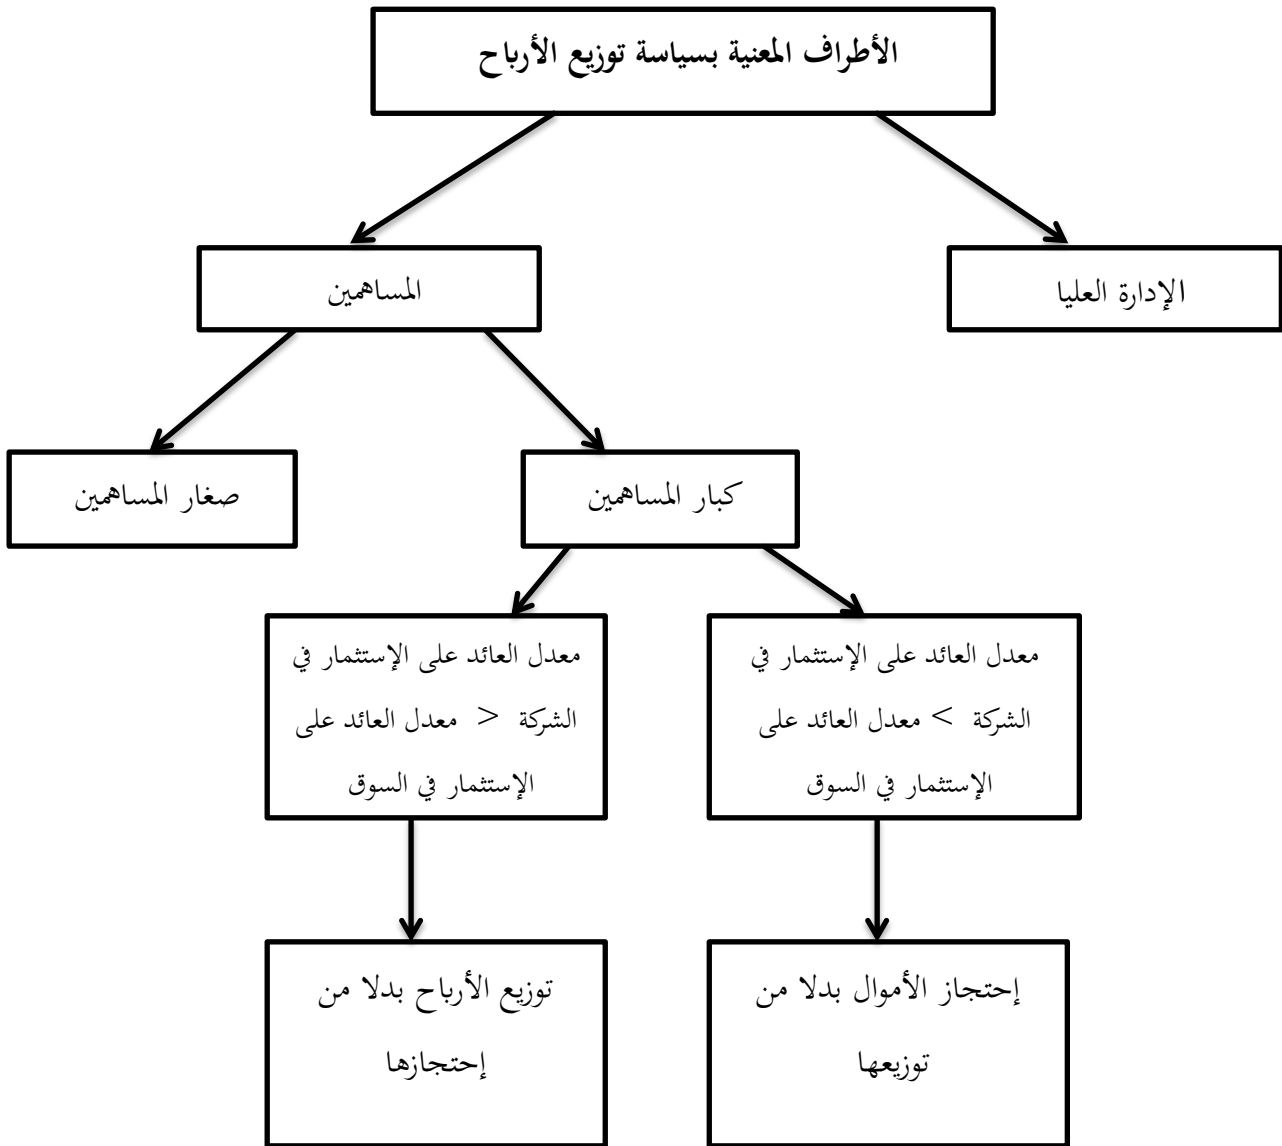 الأطراف المعنية بسياسة توزيع الأرباح
الإدارة العليا
المساهمين
كبار المساهمين
صغار المساهمين
معدل العائد على الإستثمار في
الشركة > معدل العائد على
الإستثمار في السوق
معدل العائد على الإستثمار في
الشركة < معدل العائد على
الإستثمار في السوق
إحتجاز الأموال بدلا من
توزيعها
توزيع الأرباح بدلا من
إحتجازها